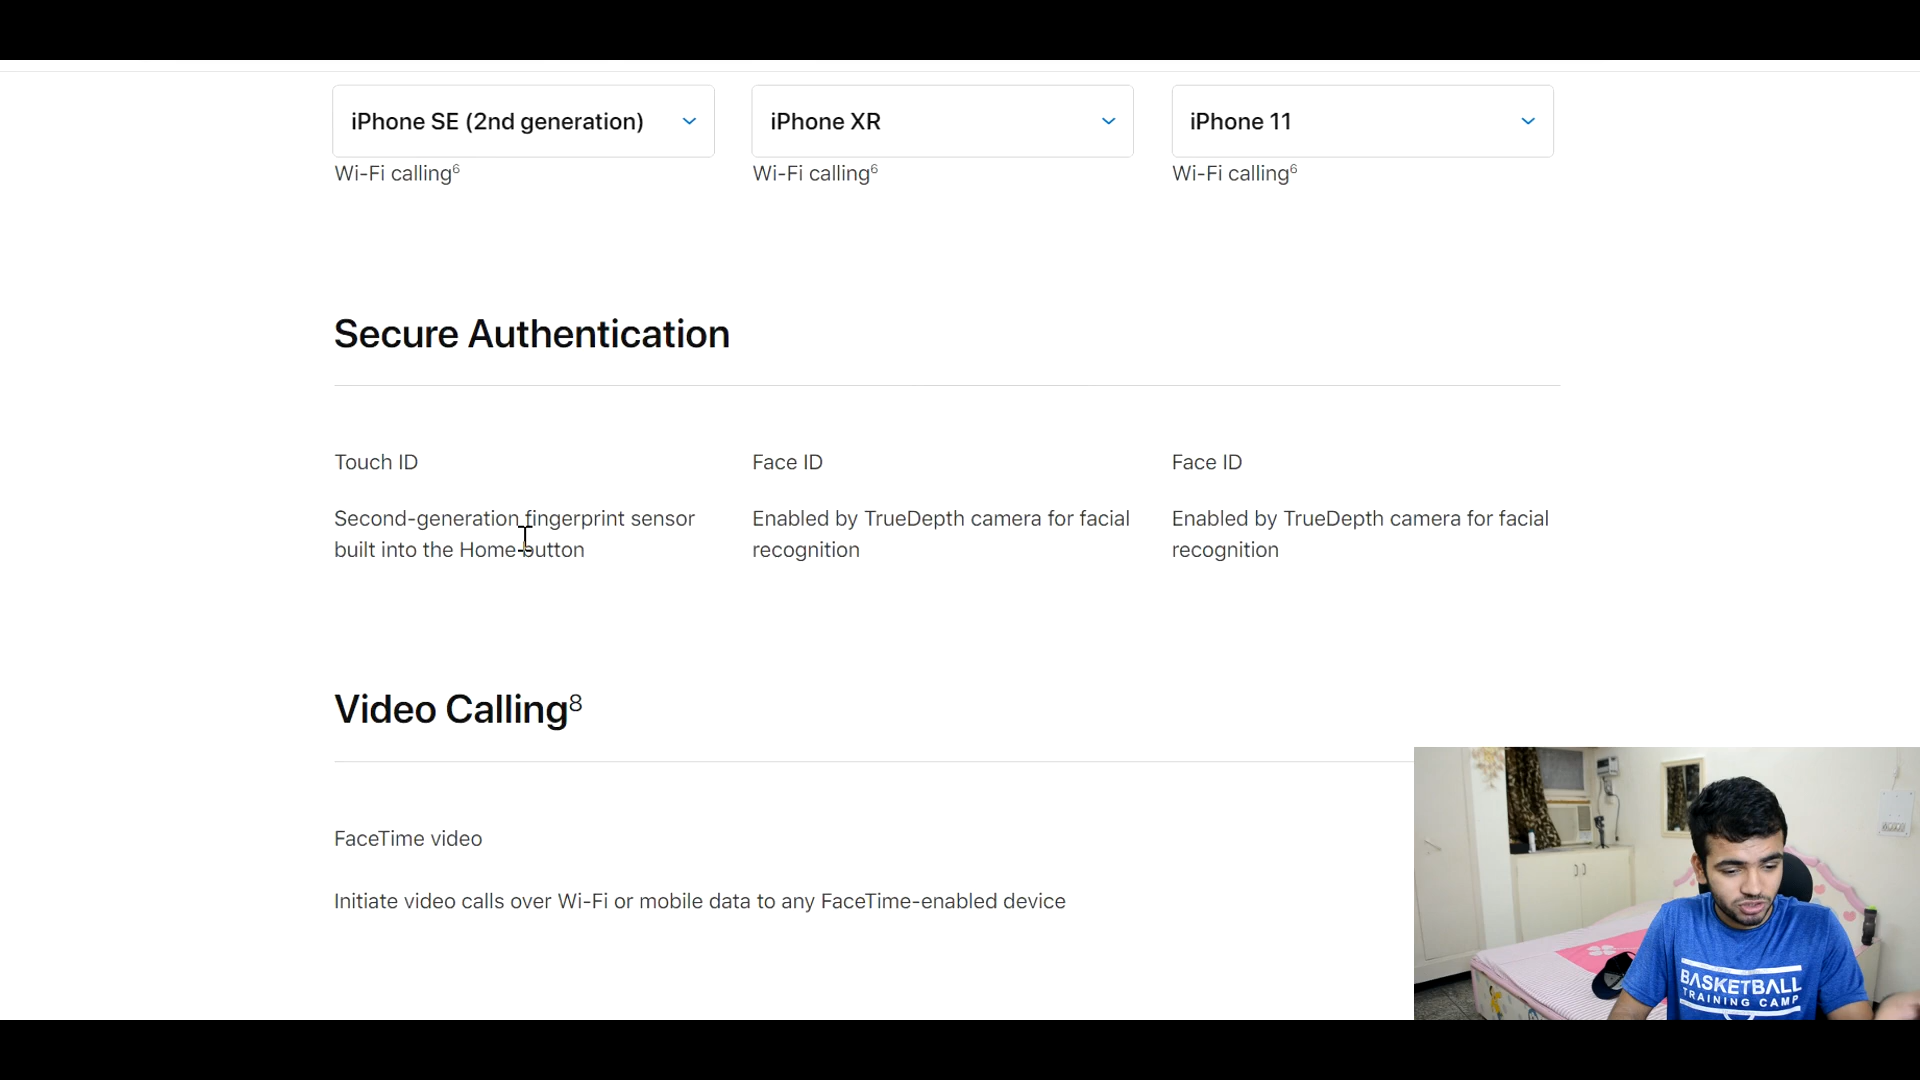 iPhone SE (2nd generation)
iPhone XR
iPhone 11
Wi-Fi calling⁶
Wi-Fi calling⁶
Wi-Fi calling⁶
Secure Authentication
Touch ID
Face ID
Face ID
Second-generation fingerprint sensor
built into the Home button
Enabled by TrueDepth camera for facial
recognition
Enabled by TrueDepth camera for facial
recognition
Video Calling⁸
FaceTime video
Initiate video calls over Wi-Fi or mobile data to any FaceTime-enabled device
BASKETBALL
TRAINING CAMP